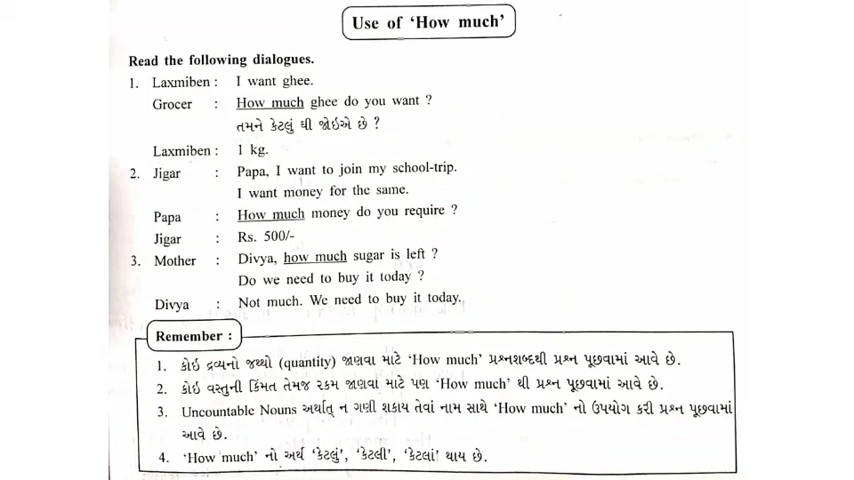 Use of ‘How much’
Read the following dialogues.
1. Laxmiben : I want ghee.
Grocer : How much ghee do you want ?
તમને કેટલું ઘી જોઇએ છે ?
Laxmiben : 1 kg.
2. Jigar : Papa, I want to join my school-trip.
I want money for the same.
Papa : How much money do you require ?
Jigar : Rs. 500/-
3. Mother : Divya, how much sugar is left ?
Do we need to buy it today ?
Divya : Not much. We need to buy it today.
Remember :
1. કોઇ દ્રવ્યનો જથ્થો (quantity) જાણવા માટે ‘How much’ પ્રશ્નશબ્દથી પ્રશ્ન પૂછવામાં આવે છે.
2. કોઇ વસ્તુની કિંમત તેમજ રકમ જાણવા માટે પણ ‘How much’ થી પ્રશ્ન પૂછવામાં આવે છે.
3. Uncountable Nouns અર્થાત્ ન ગણી શકાય તેવાં નામ સાથે ‘How much’ નો ઉપયોગ કરી પ્રશ્ન પૂછવામાં
આવે છે.
4. ‘How much’ નો અર્થ ‘કેટલું’, ‘કેટલી’, ‘કેટલાં’ થાય છે.